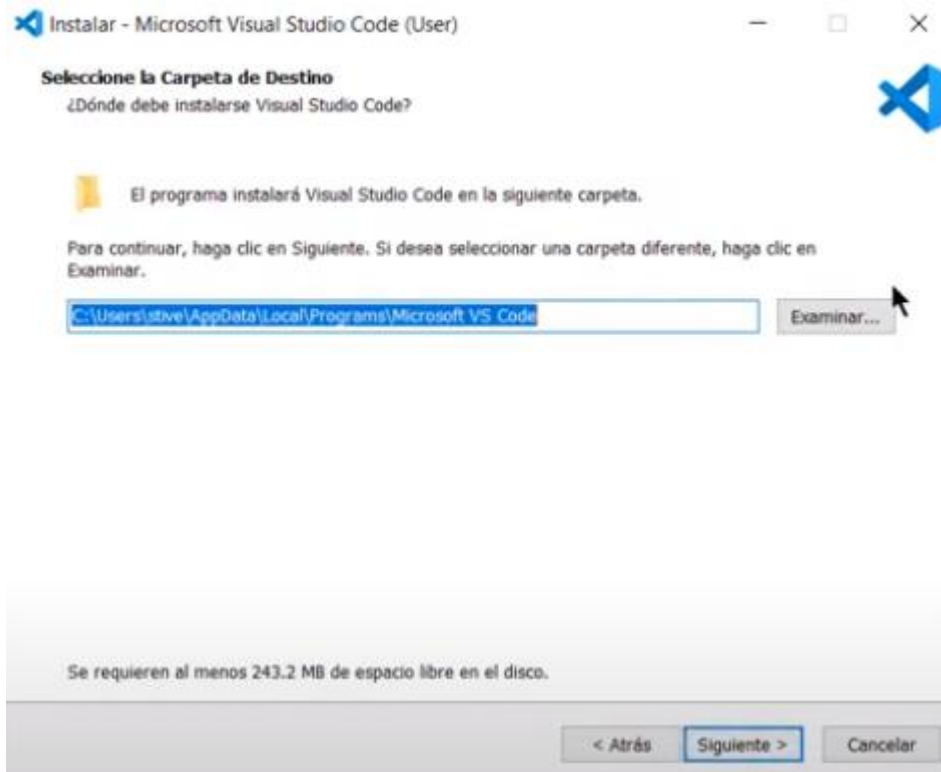 Instalar - Microsoft Visual Studio Code (User)
Seleccione la Carpeta de Destino
¿Dónde debe instalarse Visual Studio Code?
El programa instalará Visual Studio Code en la siguiente carpeta.
Para continuar, haga clic en Siguiente. Si desea seleccionar una carpeta diferente, haga clic en
Examinar.
C:\Users\stive\AppData\Local\Programs\Microsoft VS Code
Examinar...
Se requieren al menos 243.2 MB de espacio libre en el disco.
< Atrás
Siguiente >
Cancelar